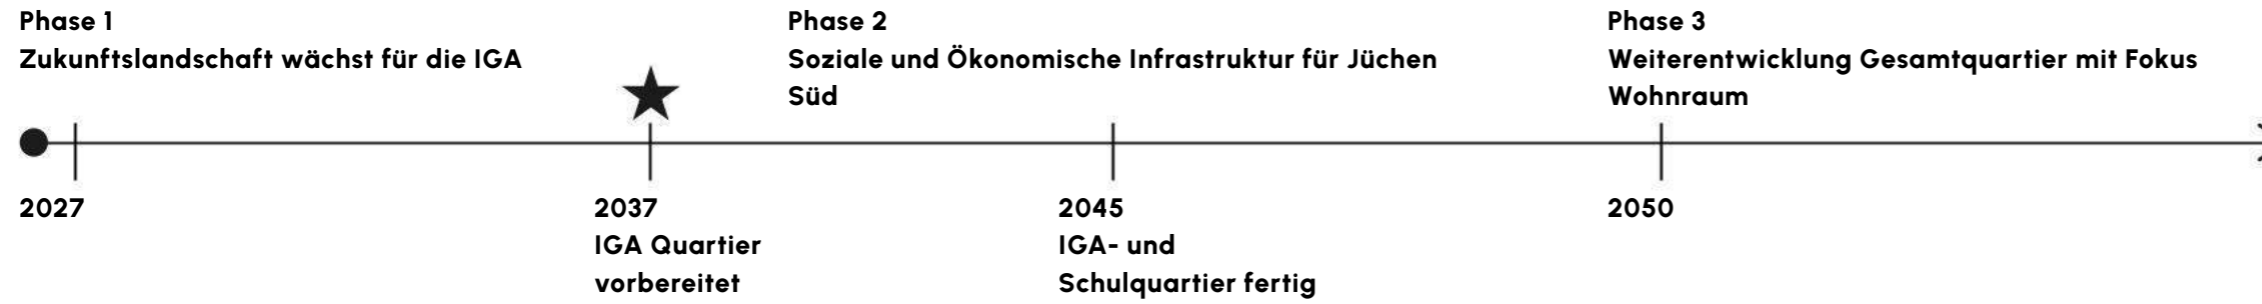 Phase 1
Zukunftslandschaft wächst für die IGA
Phase 2
Soziale und Ökonomische Infrastruktur für Jüchen
Süd
Phase 3
Weiterentwicklung Gesamtquartier mit Fokus
Wohnraum
2027
2037
IGA Quartier
vorbereitet
2045
IGA- und
Schulquartier fertig
2050